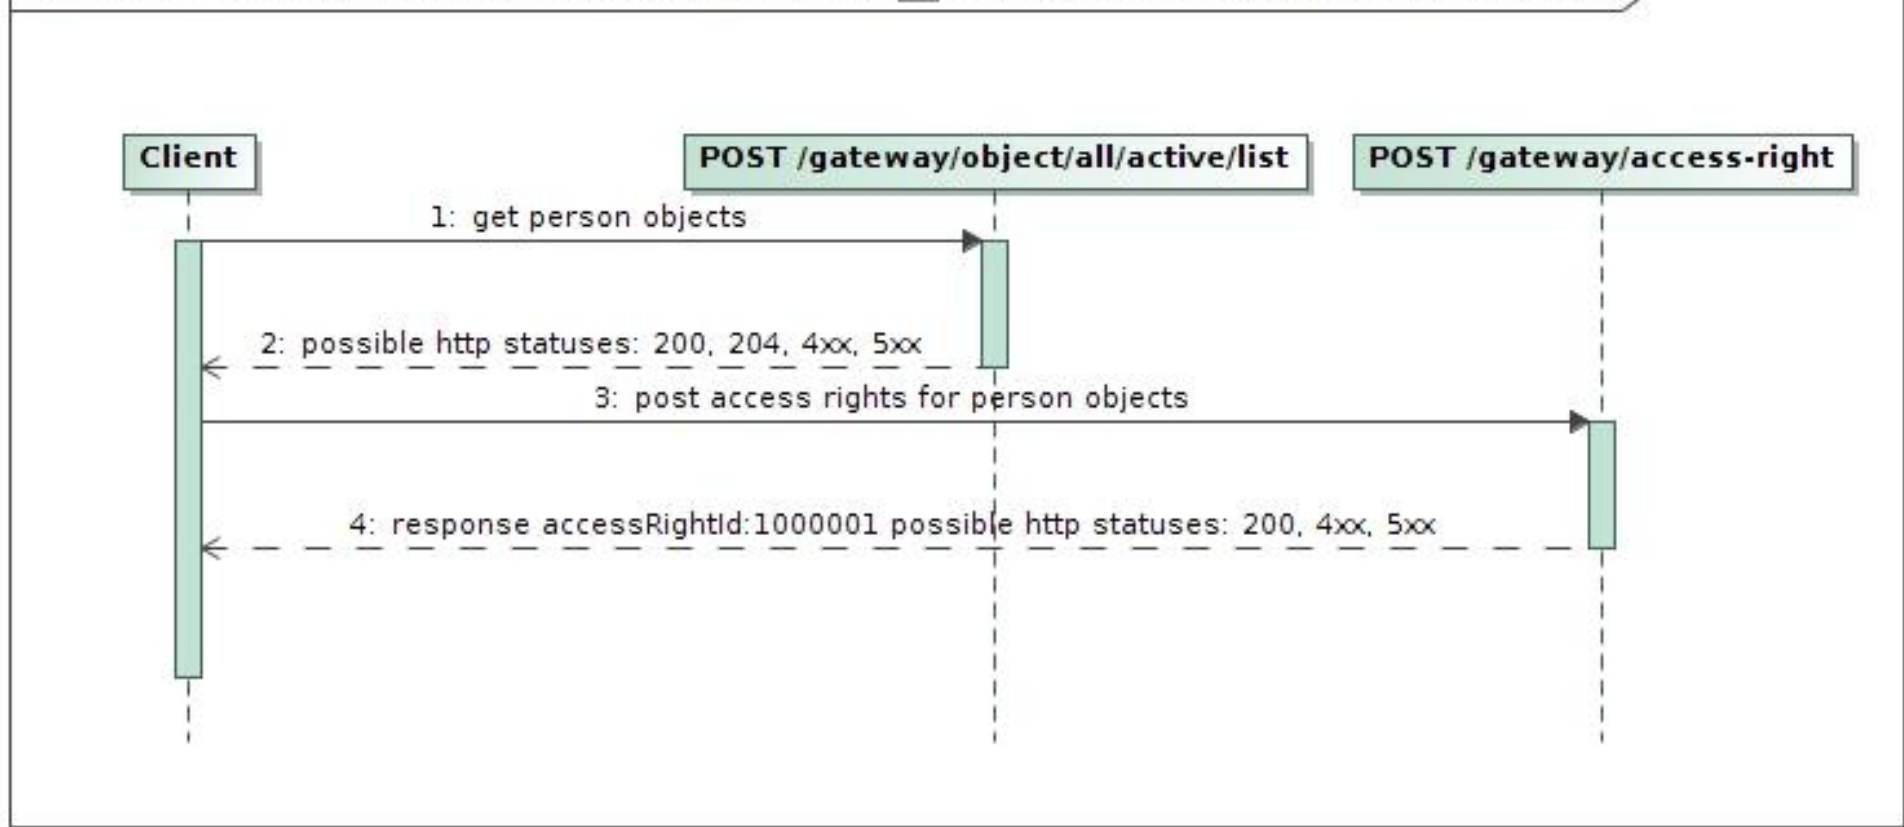 Client
POST /gateway/object/all/active/list
POST /gateway/access-right
1: get person objects
2: possible http statuses: 200, 204, 4xx, 5xx
3: post access rights for person objects
4: response accessRightId:1000001 possible http statuses: 200, 4xx, 5xx